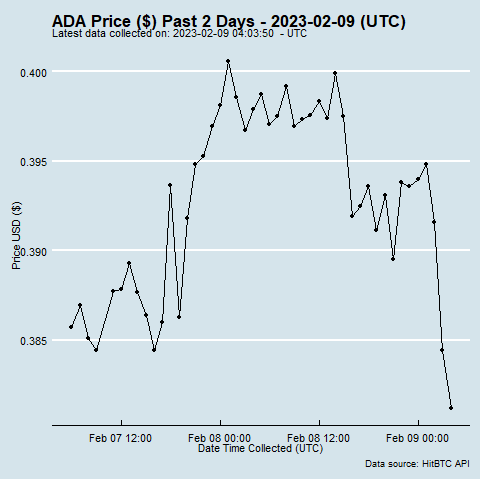 ADA Price ($) Past 2 Days - 2023-02-09 (UTC)
Latest data collected on: 2023-02-09 04:03:50 - UTC
0.400
0.395
0.390
0.385
Price USD ($)
Feb 07 12:00
Feb 08 00:00
Feb 08 12:00
Feb 09 00:00
Date Time Collected (UTC)
Data source: HitBTC API